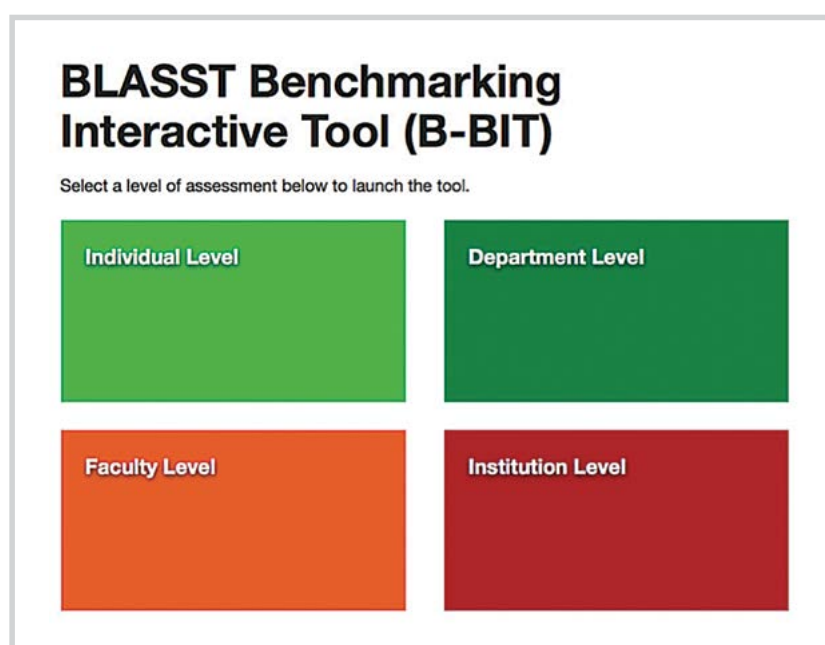 BLASST Benchmarking
Interactive Tool (B-BIT)
Select a level of assessment below to launch the tool.
Individual Level
Department Level
Faculty Level
Institution Level